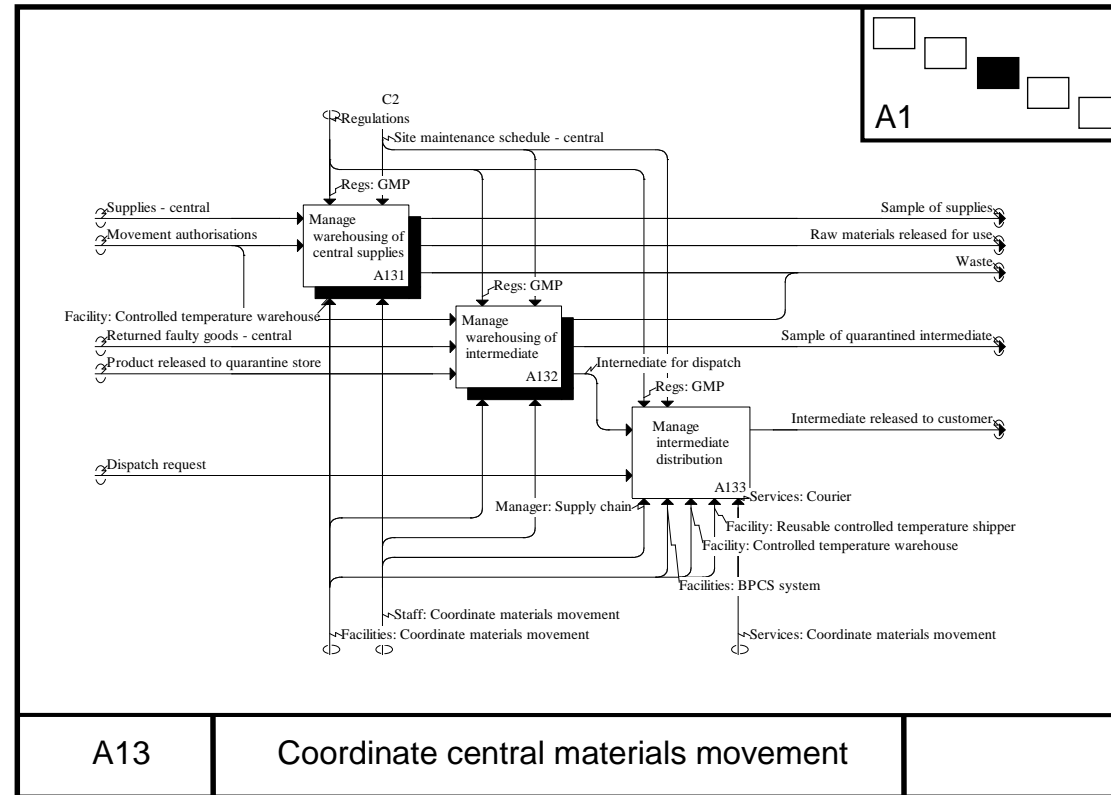 A1
C2
Regulations
Site maintenance schedule - central
Regs: GMP
Supplies - central
Movement authorisations
Manage
warehousing of
central supplies
A131
Sample of supplies
Raw materials released for use
Waste
Regs: GMP
Facility: Controlled temperature warehouse
Returned faulty goods - central
Product released to quarantine store
Manage
warehousing of
intermediate
A132
Sample of quarantined intermediate
Internediate for dispatch
Regs: GMP
Manage
intermediate
distribution
A133
Intermediate released to customer
Dispatch request
Manager: Supply chain
Services: Courier
Facility: Reusable controlled temperature shipper
Facility: Controlled temperature warehouse
Facilities: BPCS system
Staff: Coordinate materials movement
Facilities: Coordinate materials movement
Services: Coordinate materials movement
A13
Coordinate central materials movement